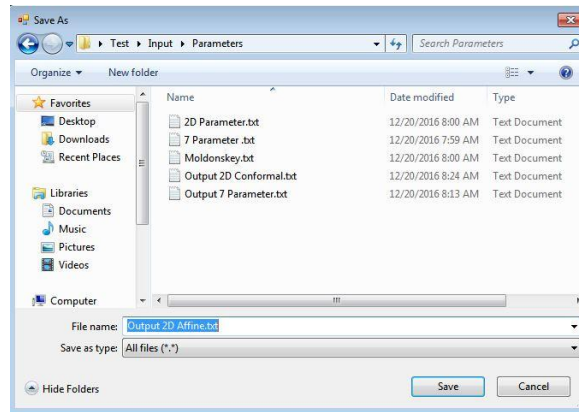 Save As
Test Input Parameters Search Parameters
Organize New folder
Favorites
Desktop
Downloads
Recent Places
Libraries
Documents
Music
Pictures
Videos
Computer
Name Date modified Type
2D Parameter.txt 12/20/2016 8:00 AM Text Document
7 Parameter .txt 12/20/2016 7:59 AM Text Document
Moldonskey.txt 12/20/2016 8:00 AM Text Document
Output 2D Conformal.txt 12/20/2016 8:24 AM Text Document
Output 7 Parameter.txt 12/20/2016 8:13 AM Text Document
File name: Output 2D Affine.txt
Save as type: All files (*.*)
Hide Folders Save Cancel